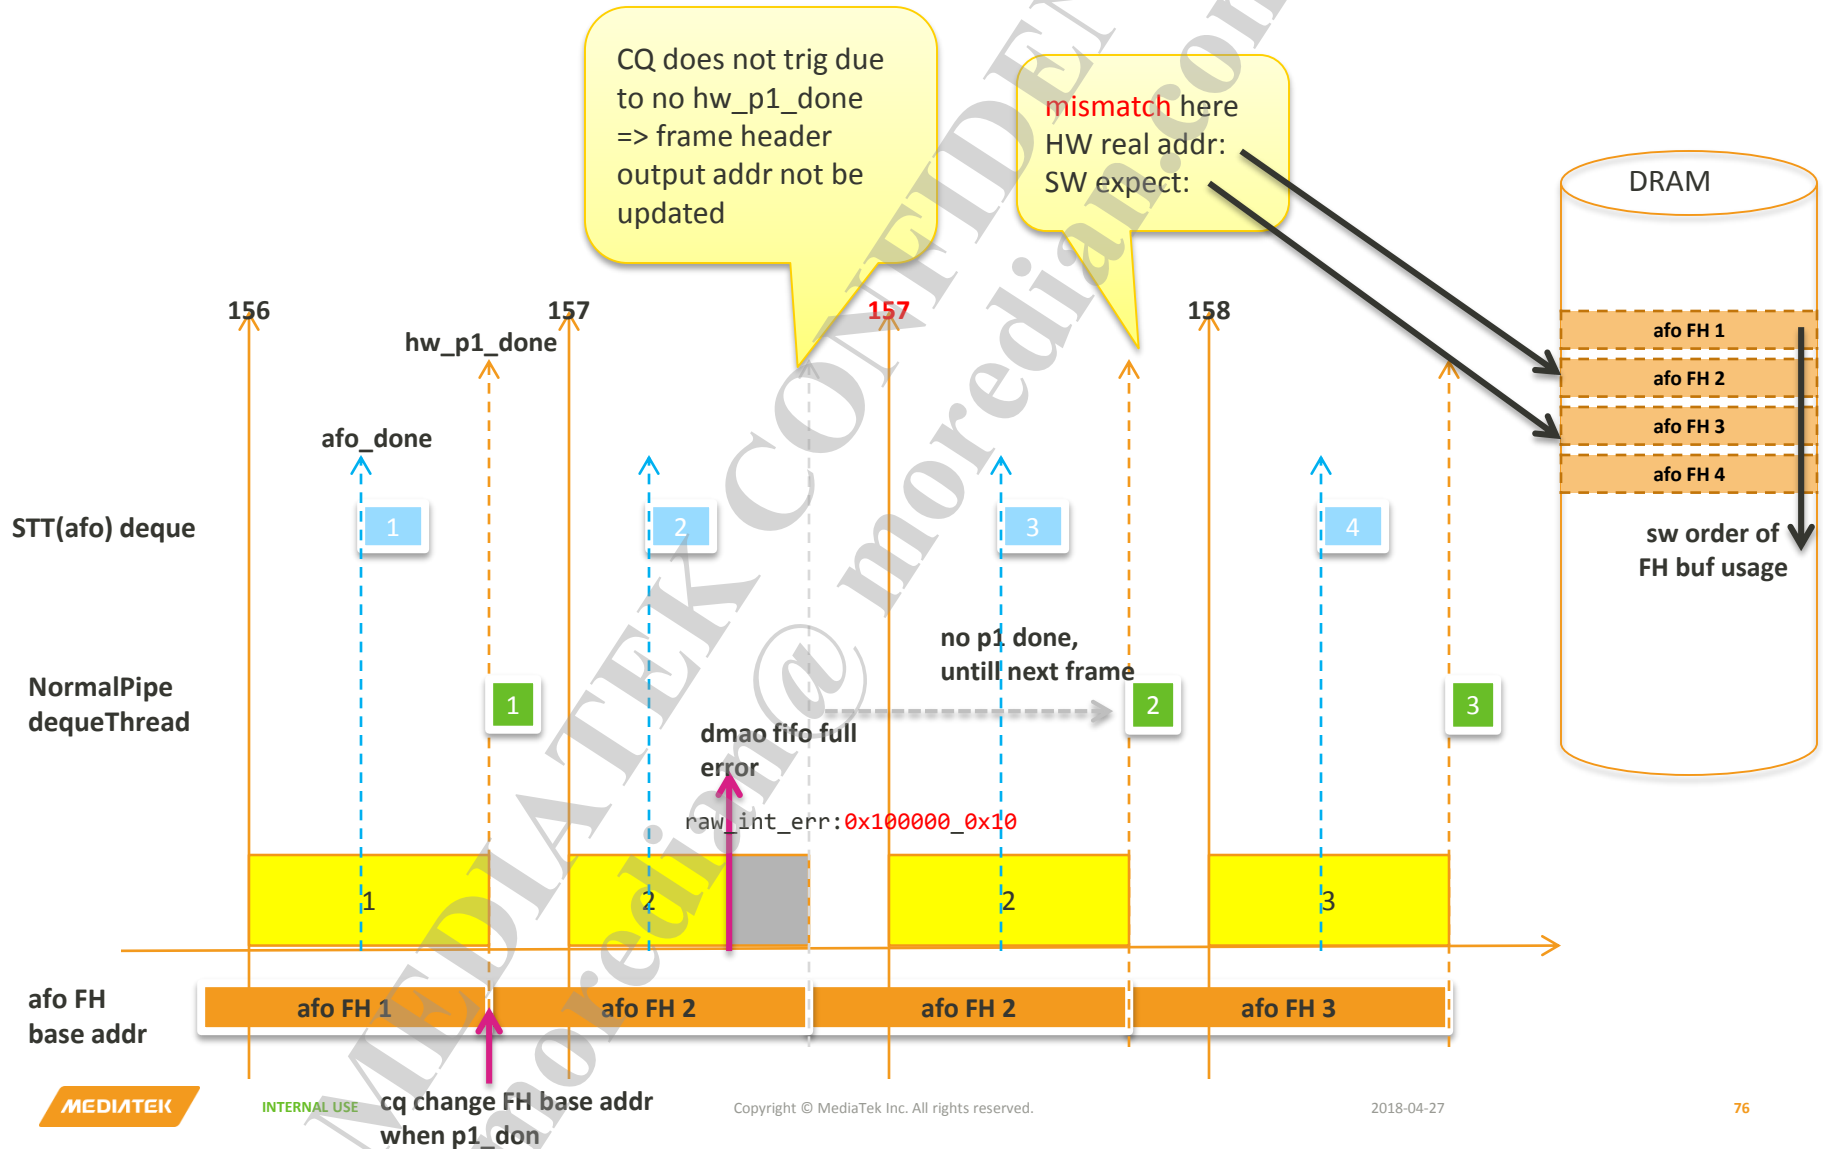 CQ does not trig due
to no hw_p1_done
=> frame header
output addr not be
updated
mismatch here
HW real addr:
SW expect:
DRAM
156
157
157
158
hw_p1_done
afo FH 1
afo FH 2
afo FH 3
afo FH 4
afo_done
STT(afo) deque
1
2
3
4
sw order of
FH buf usage
no p1 done,
untill next frame
NormalPipe
dequeThread
1
2
3
dmao fifo full
error
raw_int_err:0x100000_0x10
1
2
2
3
afo FH
base addr
afo FH 1
afo FH 2
afo FH 2
afo FH 3
cq change FH base addr
when p1_don
MEDIATEK
INTERNAL USE
Copyright © MediaTek Inc. All rights reserved.
2018-04-27
76
MEDIATEK CONFIDEN
moredian@moredian.com